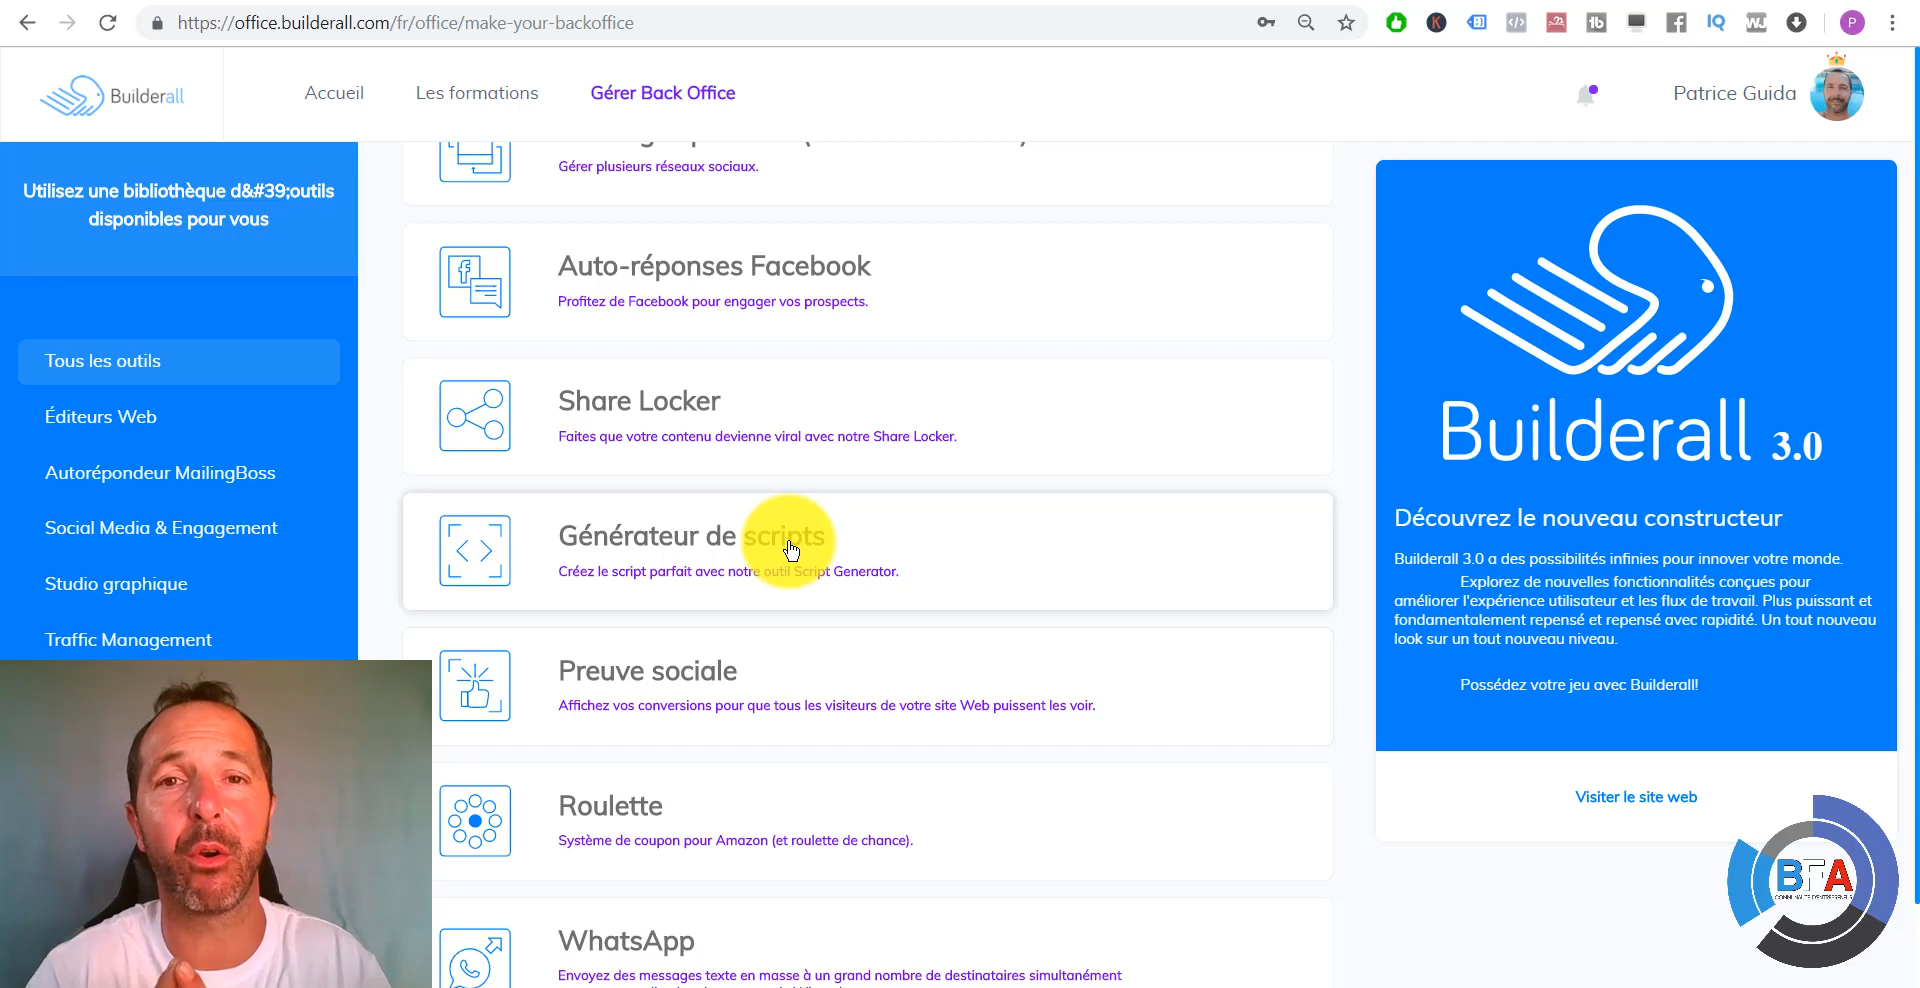 https://office.builderall.com/fr/office/make-your-backoffice
Builderall
Accueil
Les formations
Gérer Back Office
Patrice Guida
Utilisez une bibliothèque d&#39;outils
disponibles pour vous
Tous les outils
Éditeurs Web
Autorépondeur MailingBoss
Social Media & Engagement
Studio graphique
Traffic Management
Gérer plusieurs réseaux sociaux.
Auto-réponses Facebook
Profitez de Facebook pour engager vos prospects.
Share Locker
Faites que votre contenu devienne viral avec notre Share Locker.
Générateur de scripts
Créez le script parfait avec notre outil Script Generator.
Preuve sociale
Affichez vos conversions pour que tous les visiteurs de votre site Web puissent les voir.
Roulette
Système de coupon pour Amazon (et roulette de chance).
WhatsApp
Envoyez des messages texte en masse à un grand nombre de destinataires simultanément
Builderall 3.0
Découvrez le nouveau constructeur
Builderall 3.0 a des possibilités infinies pour innover votre monde.
Explorez de nouvelles fonctionnalités conçues pour
améliorer l'expérience utilisateur et les flux de travail. Plus puissant et
fondamentalement repensé et repensé avec rapidité. Un tout nouveau
look sur un tout nouveau niveau.
Possédez votre jeu avec Builderall!
Visiter le site web
BFA
COMMUNAUTÉ D'ENTREPRENEURS